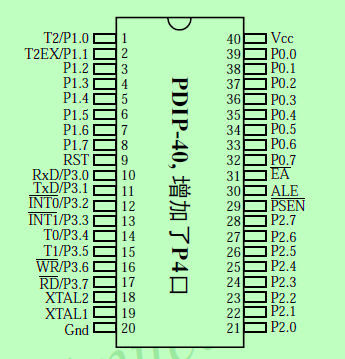 T2/P1.0 1 40 Vcc
T2EX/P1.1 2 39 P0.0
P1.2 3 38 P0.1
P1.3 4 37 P0.2
P1.4 5 36 P0.3
P1.5 6 35 P0.4
P1.6 7 34 P0.5
P1.7 8 33 P0.6
RST 9 32 P0.7
RxD/P3.0 10 31 EA
TxD/P3.1 11 30 ALE
INT0/P3.2 12 29 PSEN
INT1/P3.3 13 28 P2.7
T0/P3.4 14 27 P2.6
T1/P3.5 15 26 P2.5
WR/P3.6 16 25 P2.4
RD/P3.7 17 24 P2.3
XTAL2 18 23 P2.2
XTAL1 19 22 P2.1
Gnd 20 21 P2.0
PDIP-40, 增加了P4口